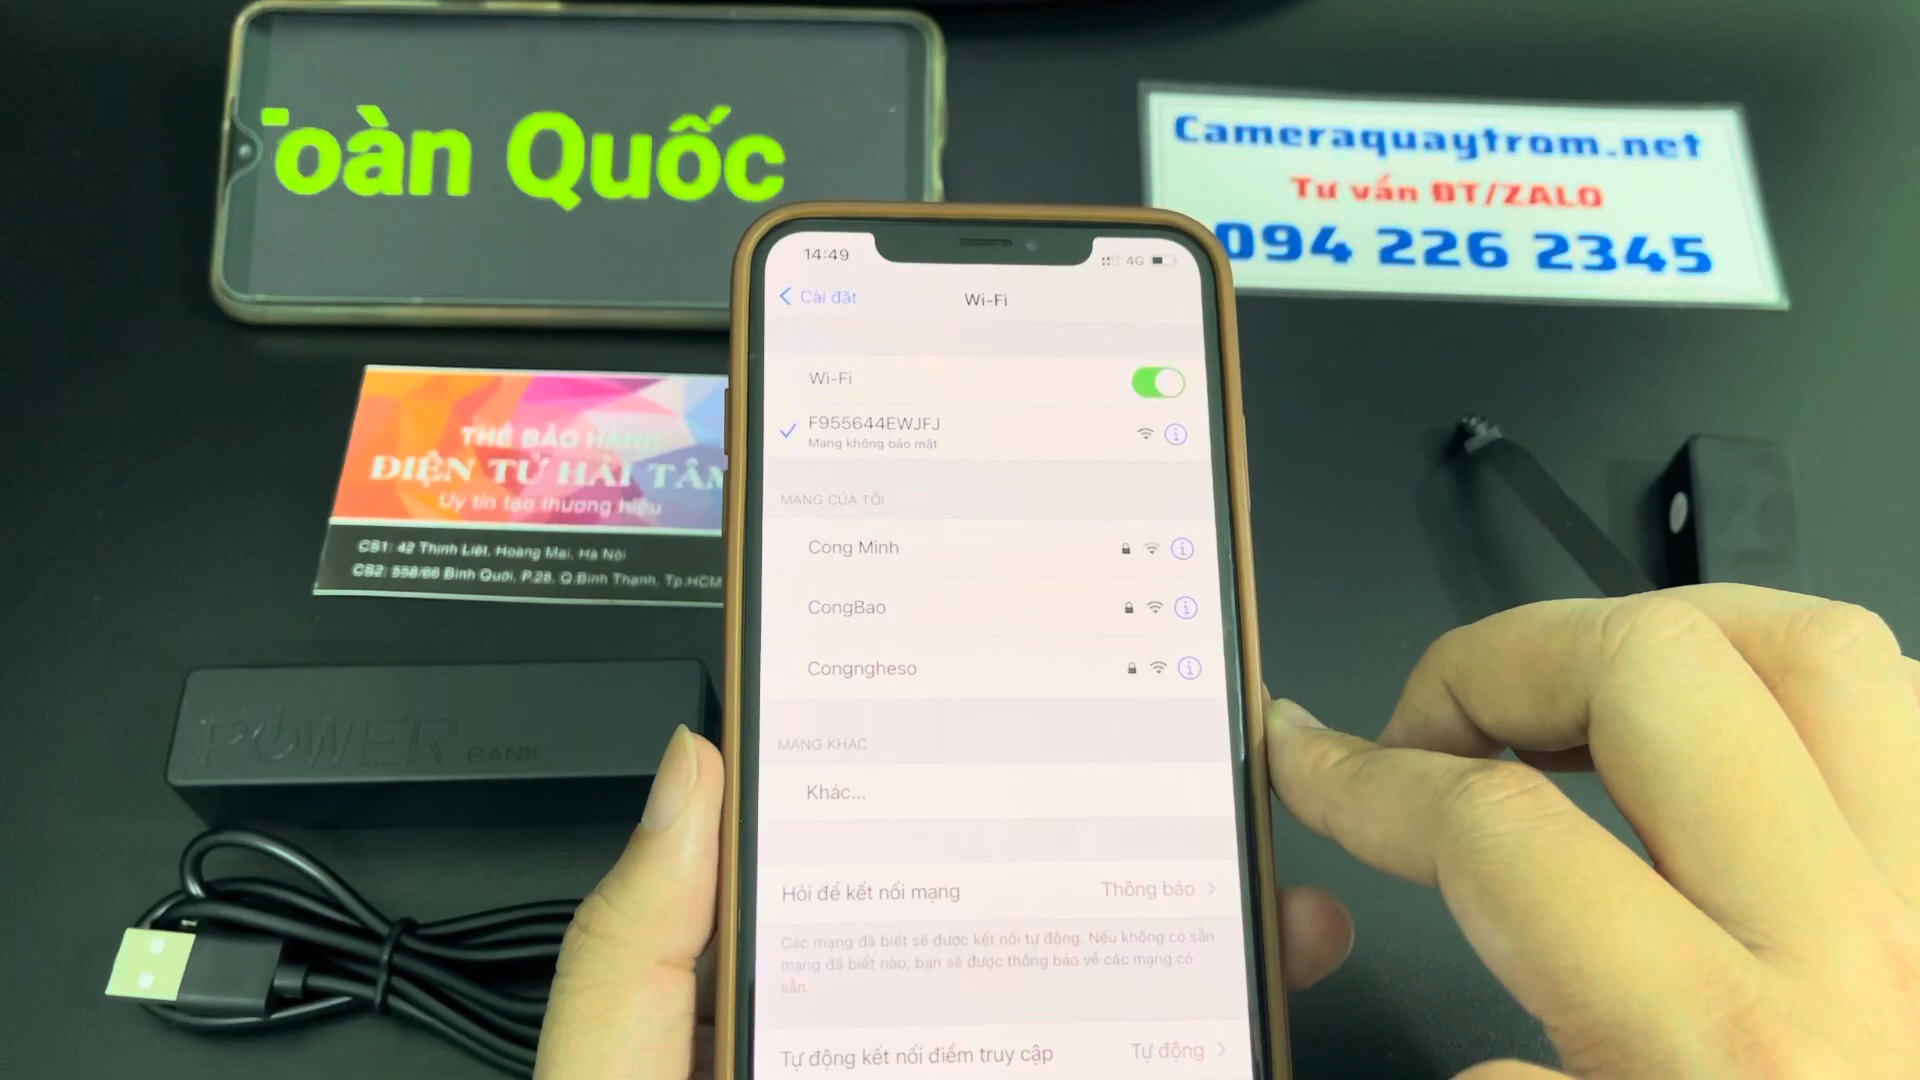 Toàn Quốc
Cameraquaytrom.net
Tư vấn ĐT/ZALO
094 226 2345
14:49
4G
Cài đặt
Wi-Fi
Wi-Fi
F955644EWJFJ
Mạng không bảo mật
MẠNG CỦA TÔI
Cong Minh
CongBao
Congngheso
MẠNG KHÁC
Khác...
Hỏi để kết nối mạng
Thông báo
Các mạng đã biết sẽ được kết nối tự động. Nếu không có sẵn
mạng đã biết nào, bạn sẽ được thông báo về các mạng có
sẵn.
Tự động kết nối điểm truy cập
Tự động
THẺ BẢO HÀNH
ĐIỆN TỬ HẢI TÂM
Uy tín tạo thương hiệu
CS1: 42 Thịnh Liệt, Hoàng Mai, Hà Nội
CS2: 558/66 Bình Quới, P.28, Q.Bình Thạnh, Tp.HCM
POWER BANK